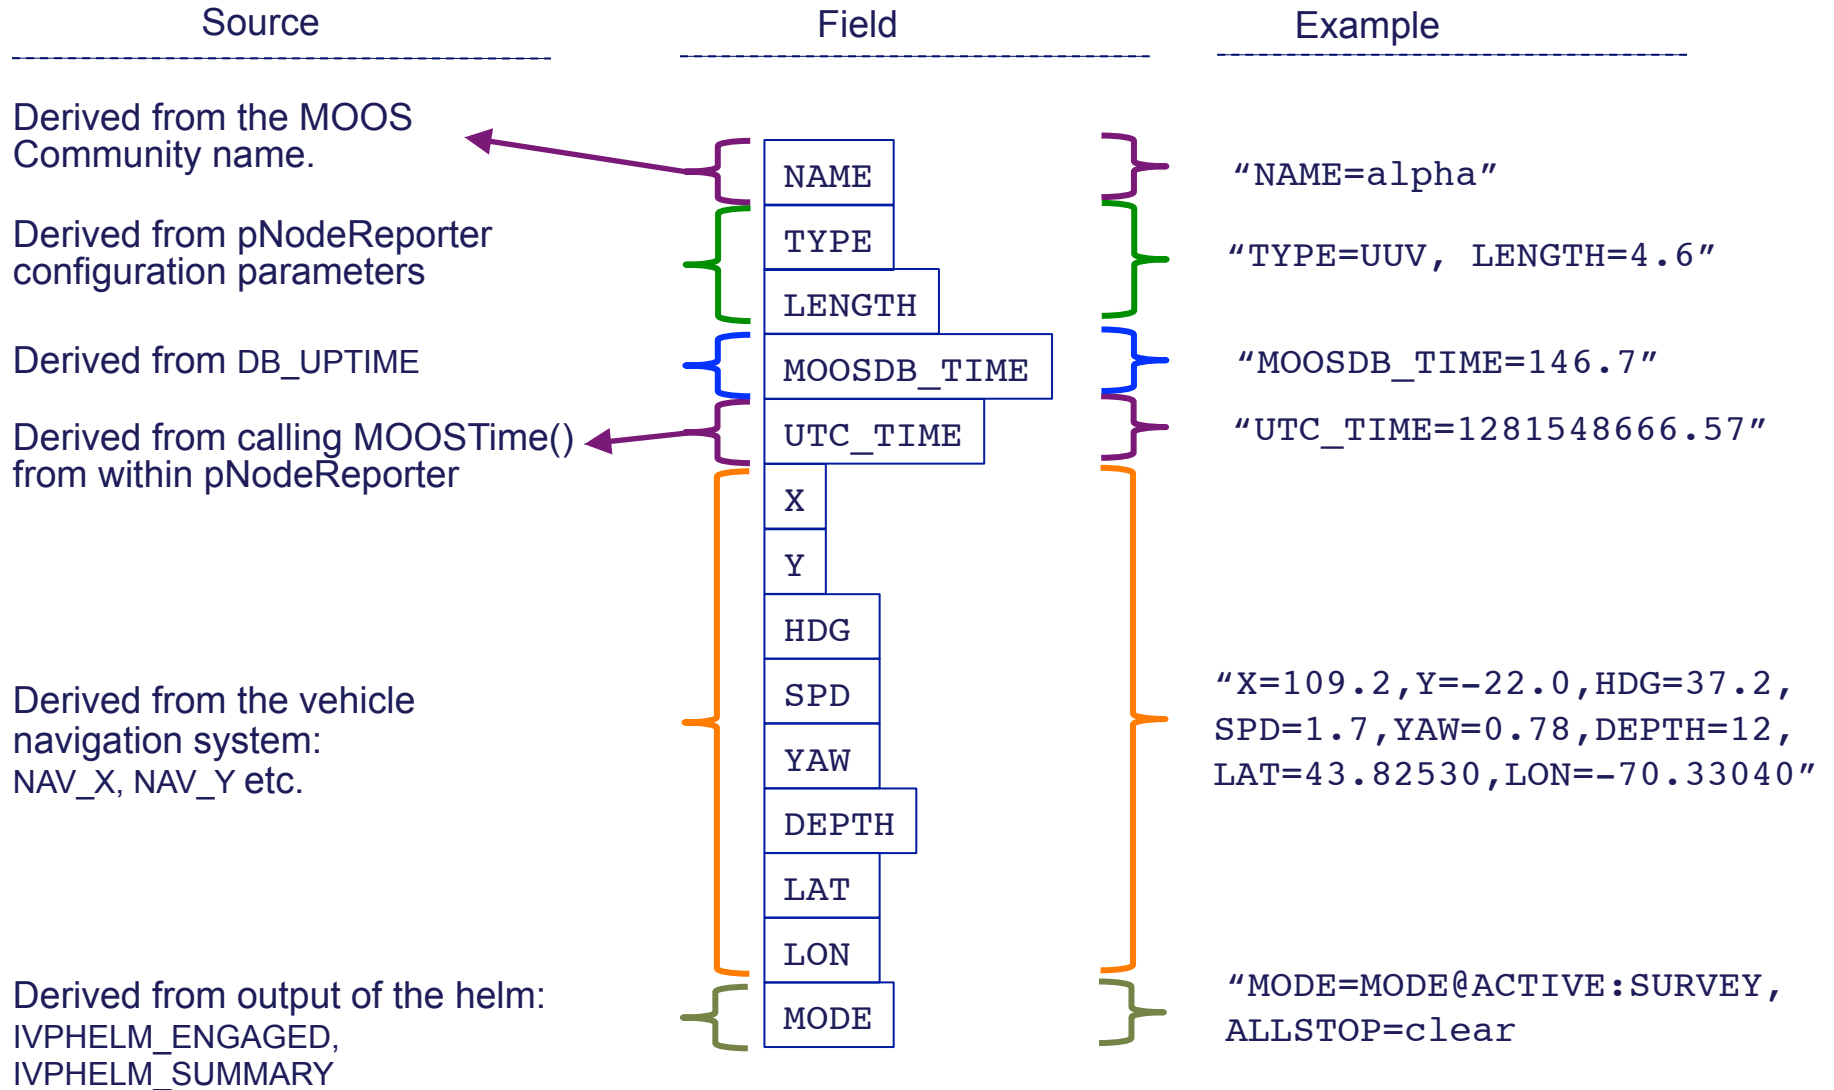 Source
Field
Example
Derived from the MOOS
Community name.
NAME
“NAME=alpha”
Derived from pNodeReporter
configuration parameters
TYPE
LENGTH
“TYPE=UUV, LENGTH=4.6”
Derived from DB_UPTIME
MOOSDB_TIME
“MOOSDB_TIME=146.7”
Derived from calling MOOSTime()
from within pNodeReporter
UTC_TIME
“UTC_TIME=1281548666.57”
Derived from the vehicle
navigation system:
NAV_X, NAV_Y etc.
X
Y
HDG
SPD
YAW
DEPTH
LAT
LON
“X=109.2,Y=-22.0,HDG=37.2,
SPD=1.7,YAW=0.78,DEPTH=12,
LAT=43.82530,LON=-70.33040”
Derived from output of the helm:
IVPHELM_ENGAGED,
IVPHELM_SUMMARY
MODE
“MODE=MODE@ACTIVE:SURVEY,
ALLSTOP=clear